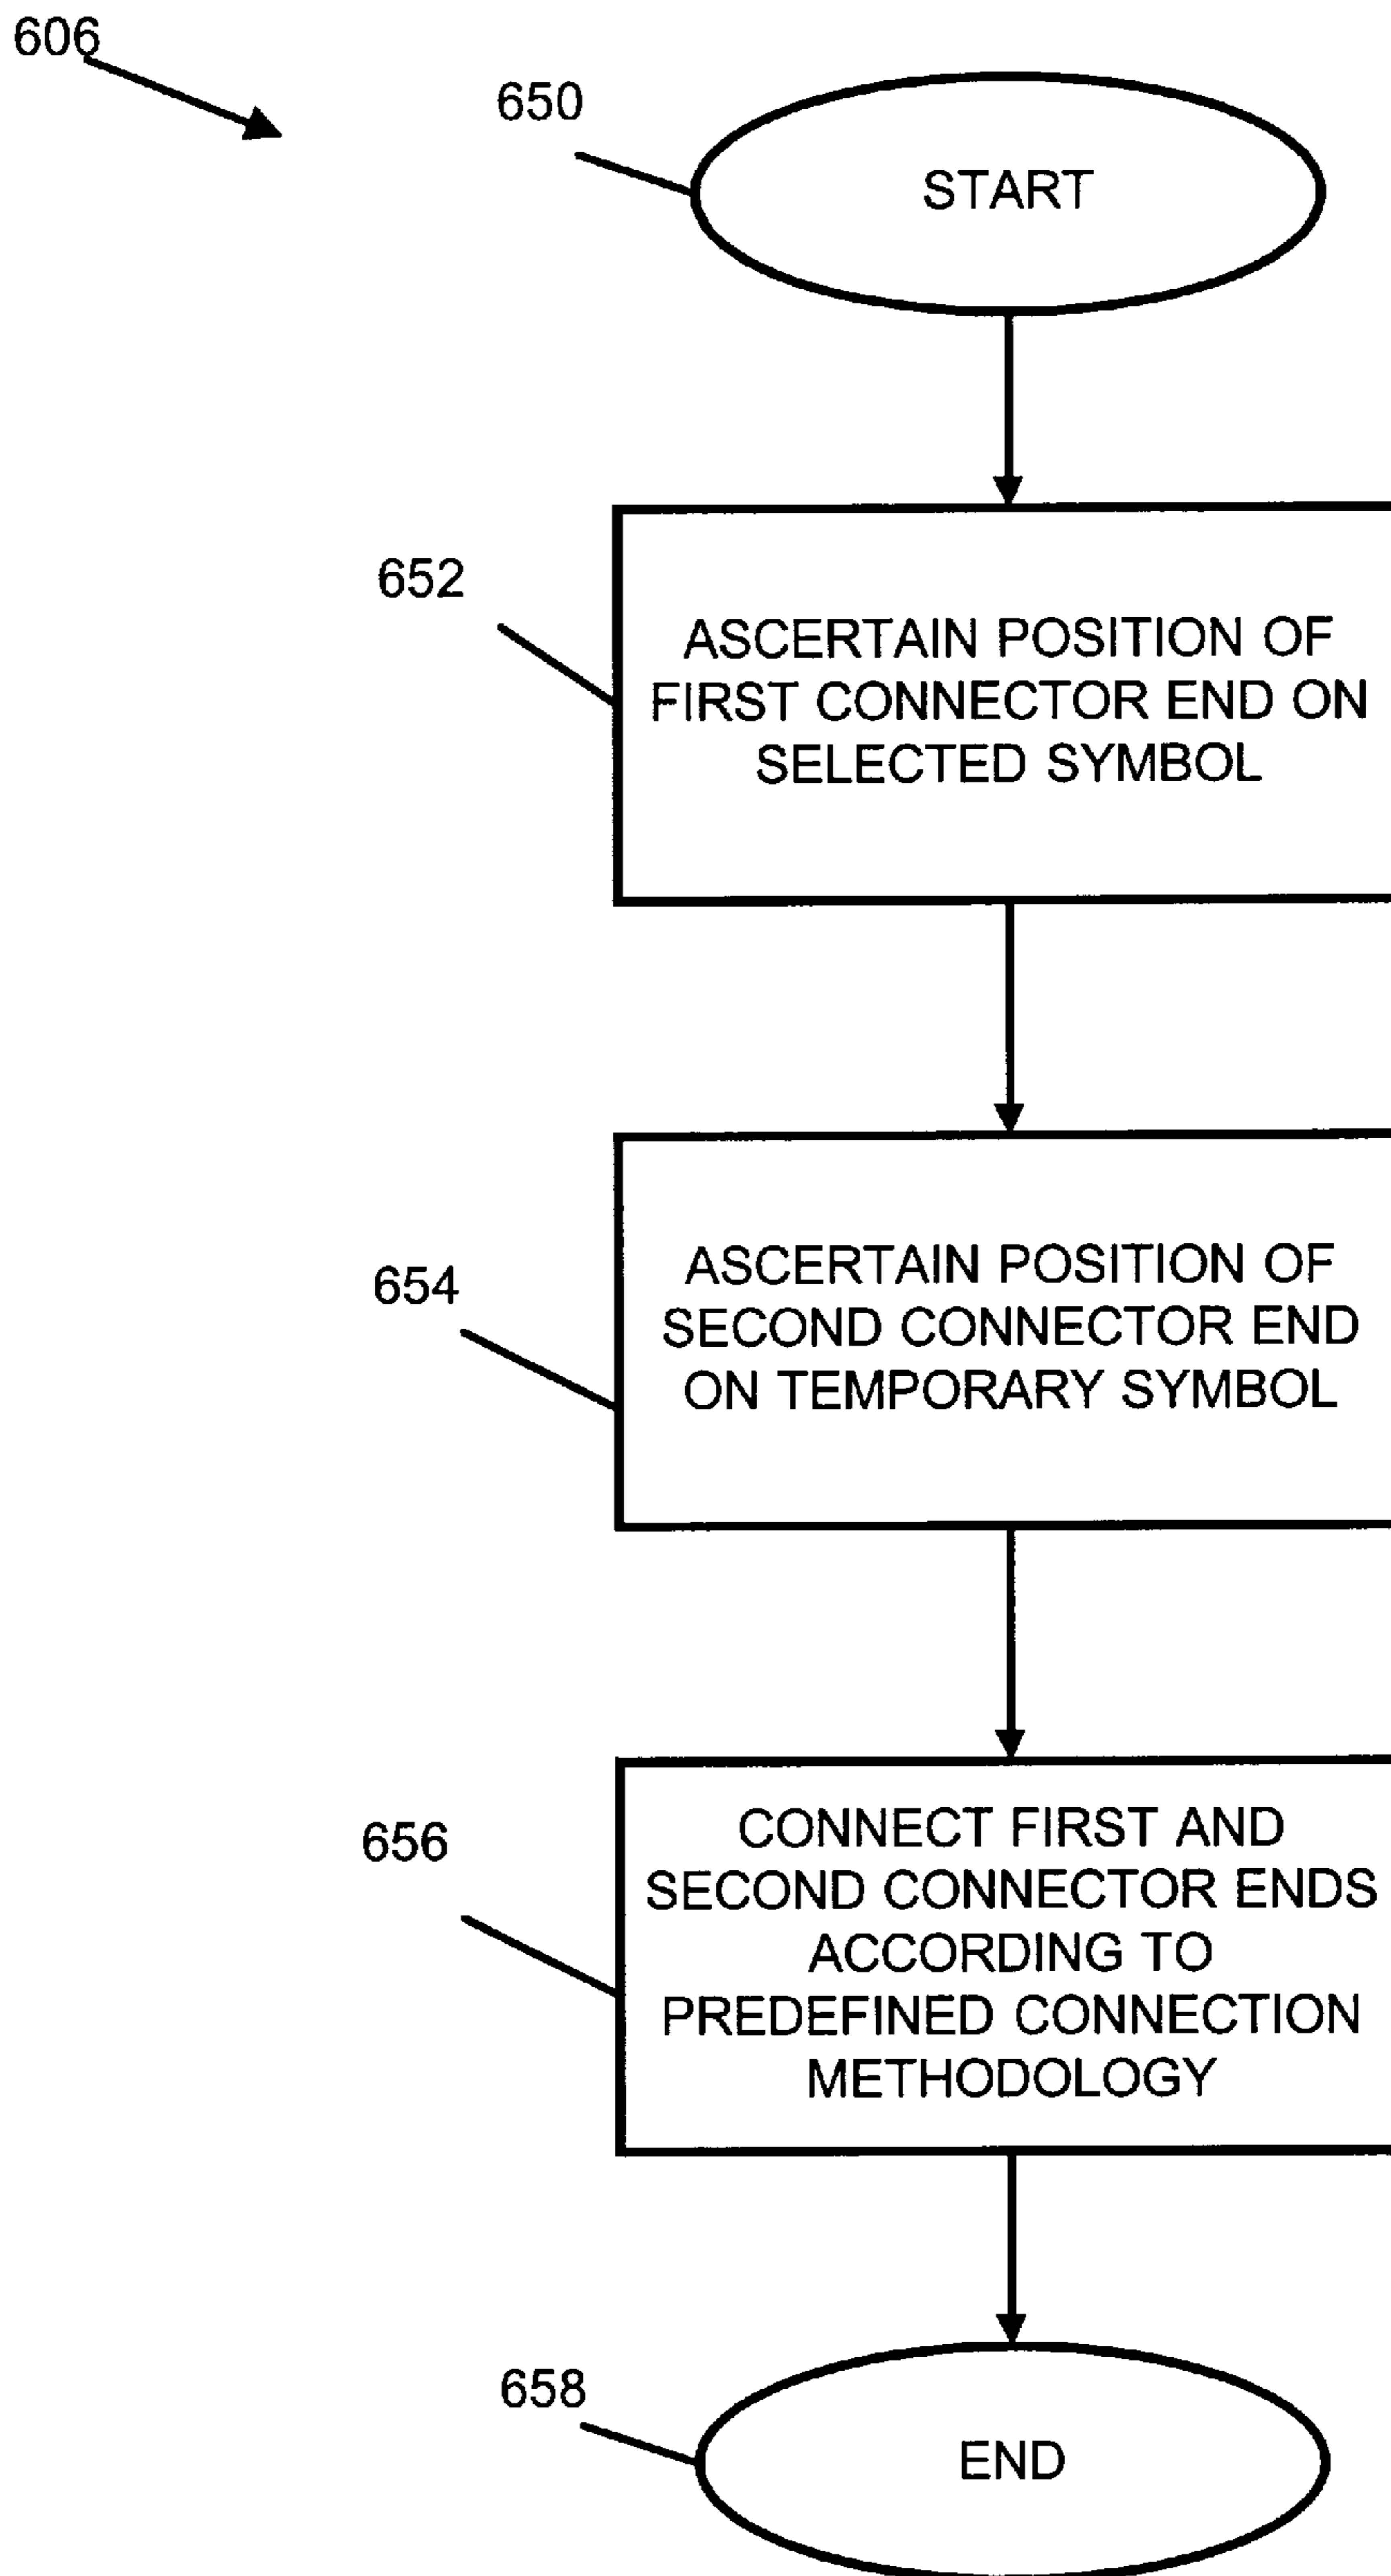 606
650
START
652
ASCERTAIN POSITION OF
FIRST CONNECTOR END ON
SELECTED SYMBOL
654
ASCERTAIN POSITION OF
SECOND CONNECTOR END
ON TEMPORARY SYMBOL
656
CONNECT FIRST AND
SECOND CONNECTOR ENDS
ACCORDING TO
PREDEFINED CONNECTION
METHODOLOGY
658
END